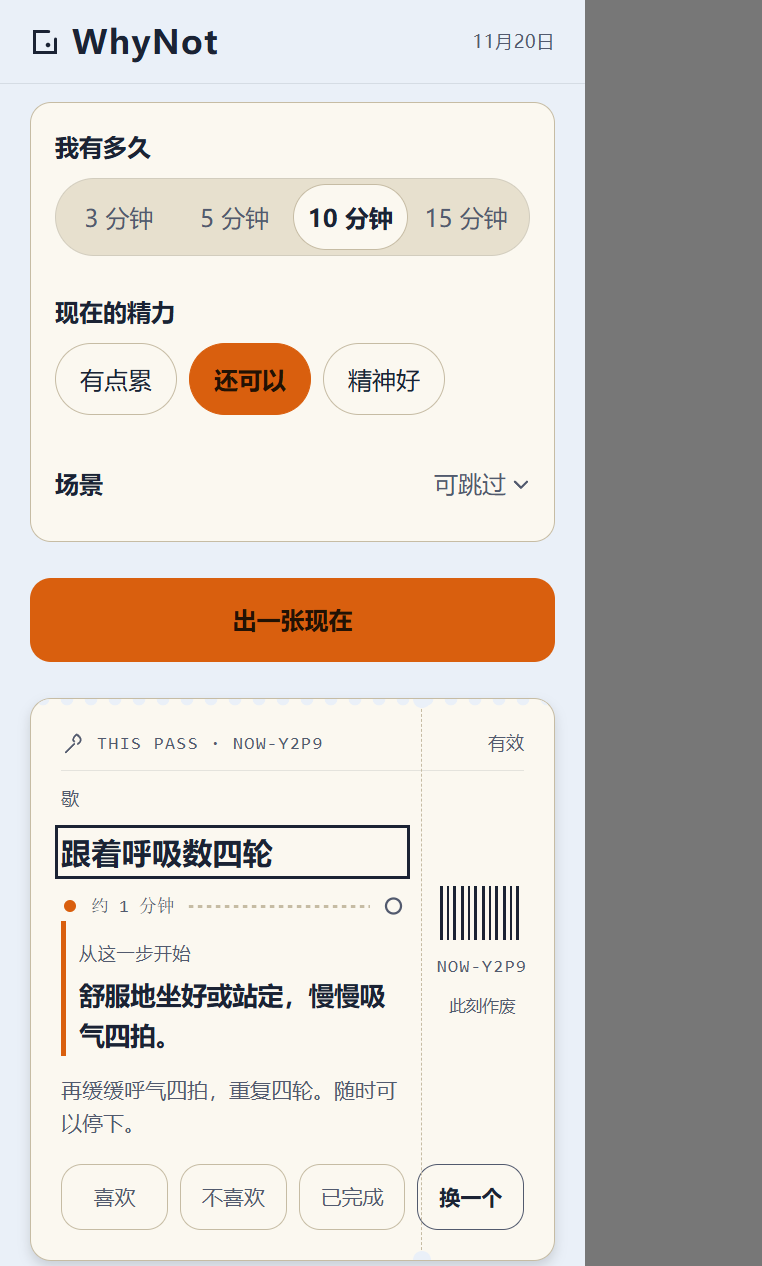 WhyNot
11月20日
我有多久
3 分钟 5 分钟 10 分钟 15 分钟
现在的精力
有点累 还可以 精神好
场景 可跳过
出一张现在
THIS PASS · NOW-Y2P9 有效
歇
跟着呼吸数四轮
约 1 分钟
从这一步开始
舒服地坐好或站定，慢慢吸
气四拍。
再缓缓呼气四拍，重复四轮。随时可
以停下。
NOW-Y2P9
此刻作废
喜欢 不喜欢 已完成 换一个